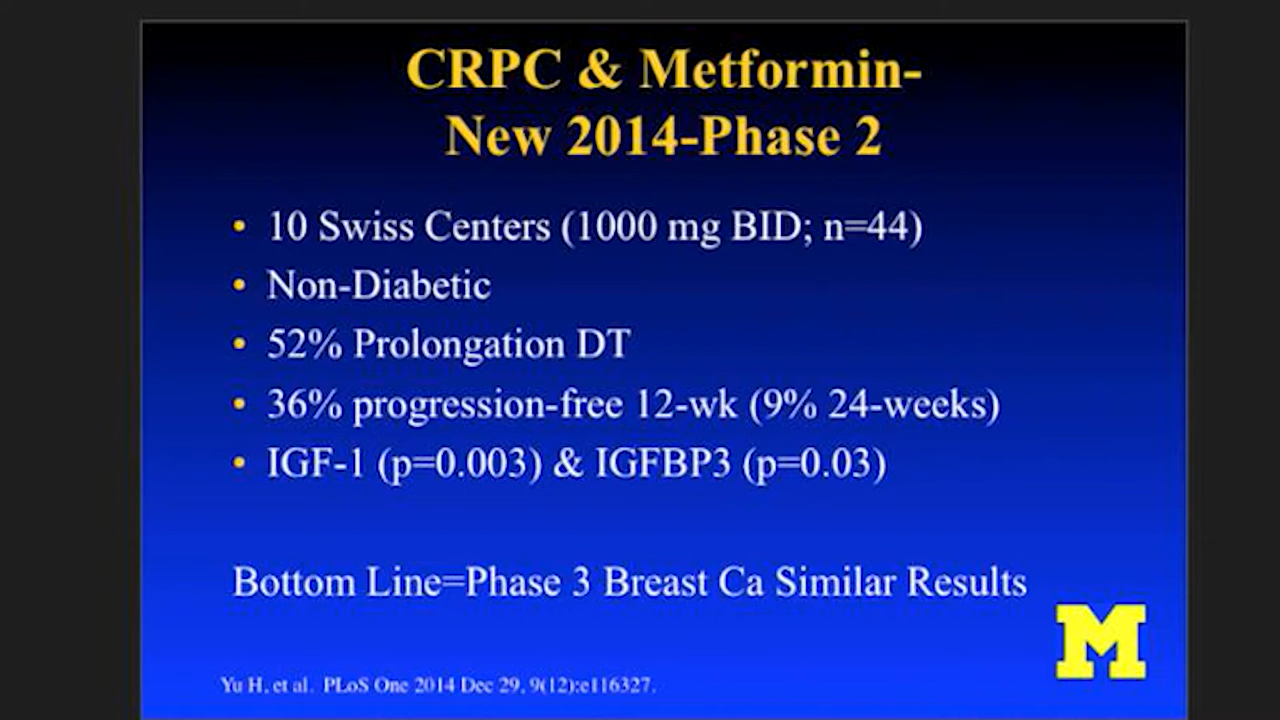 CRPC & Metformin-
New 2014-Phase 2
• 10 Swiss Centers (1000 mg BID; n=44)
• Non-Diabetic
• 52% Prolongation DT
• 36% progression-free 12-wk (9% 24-weeks)
• IGF-1 (p=0.003) & IGFBP3 (p=0.03)
Bottom Line=Phase 3 Breast Ca Similar Results
M
Yu H, et al. PLoS One 2014 Dec 29, 9(12):e116327.